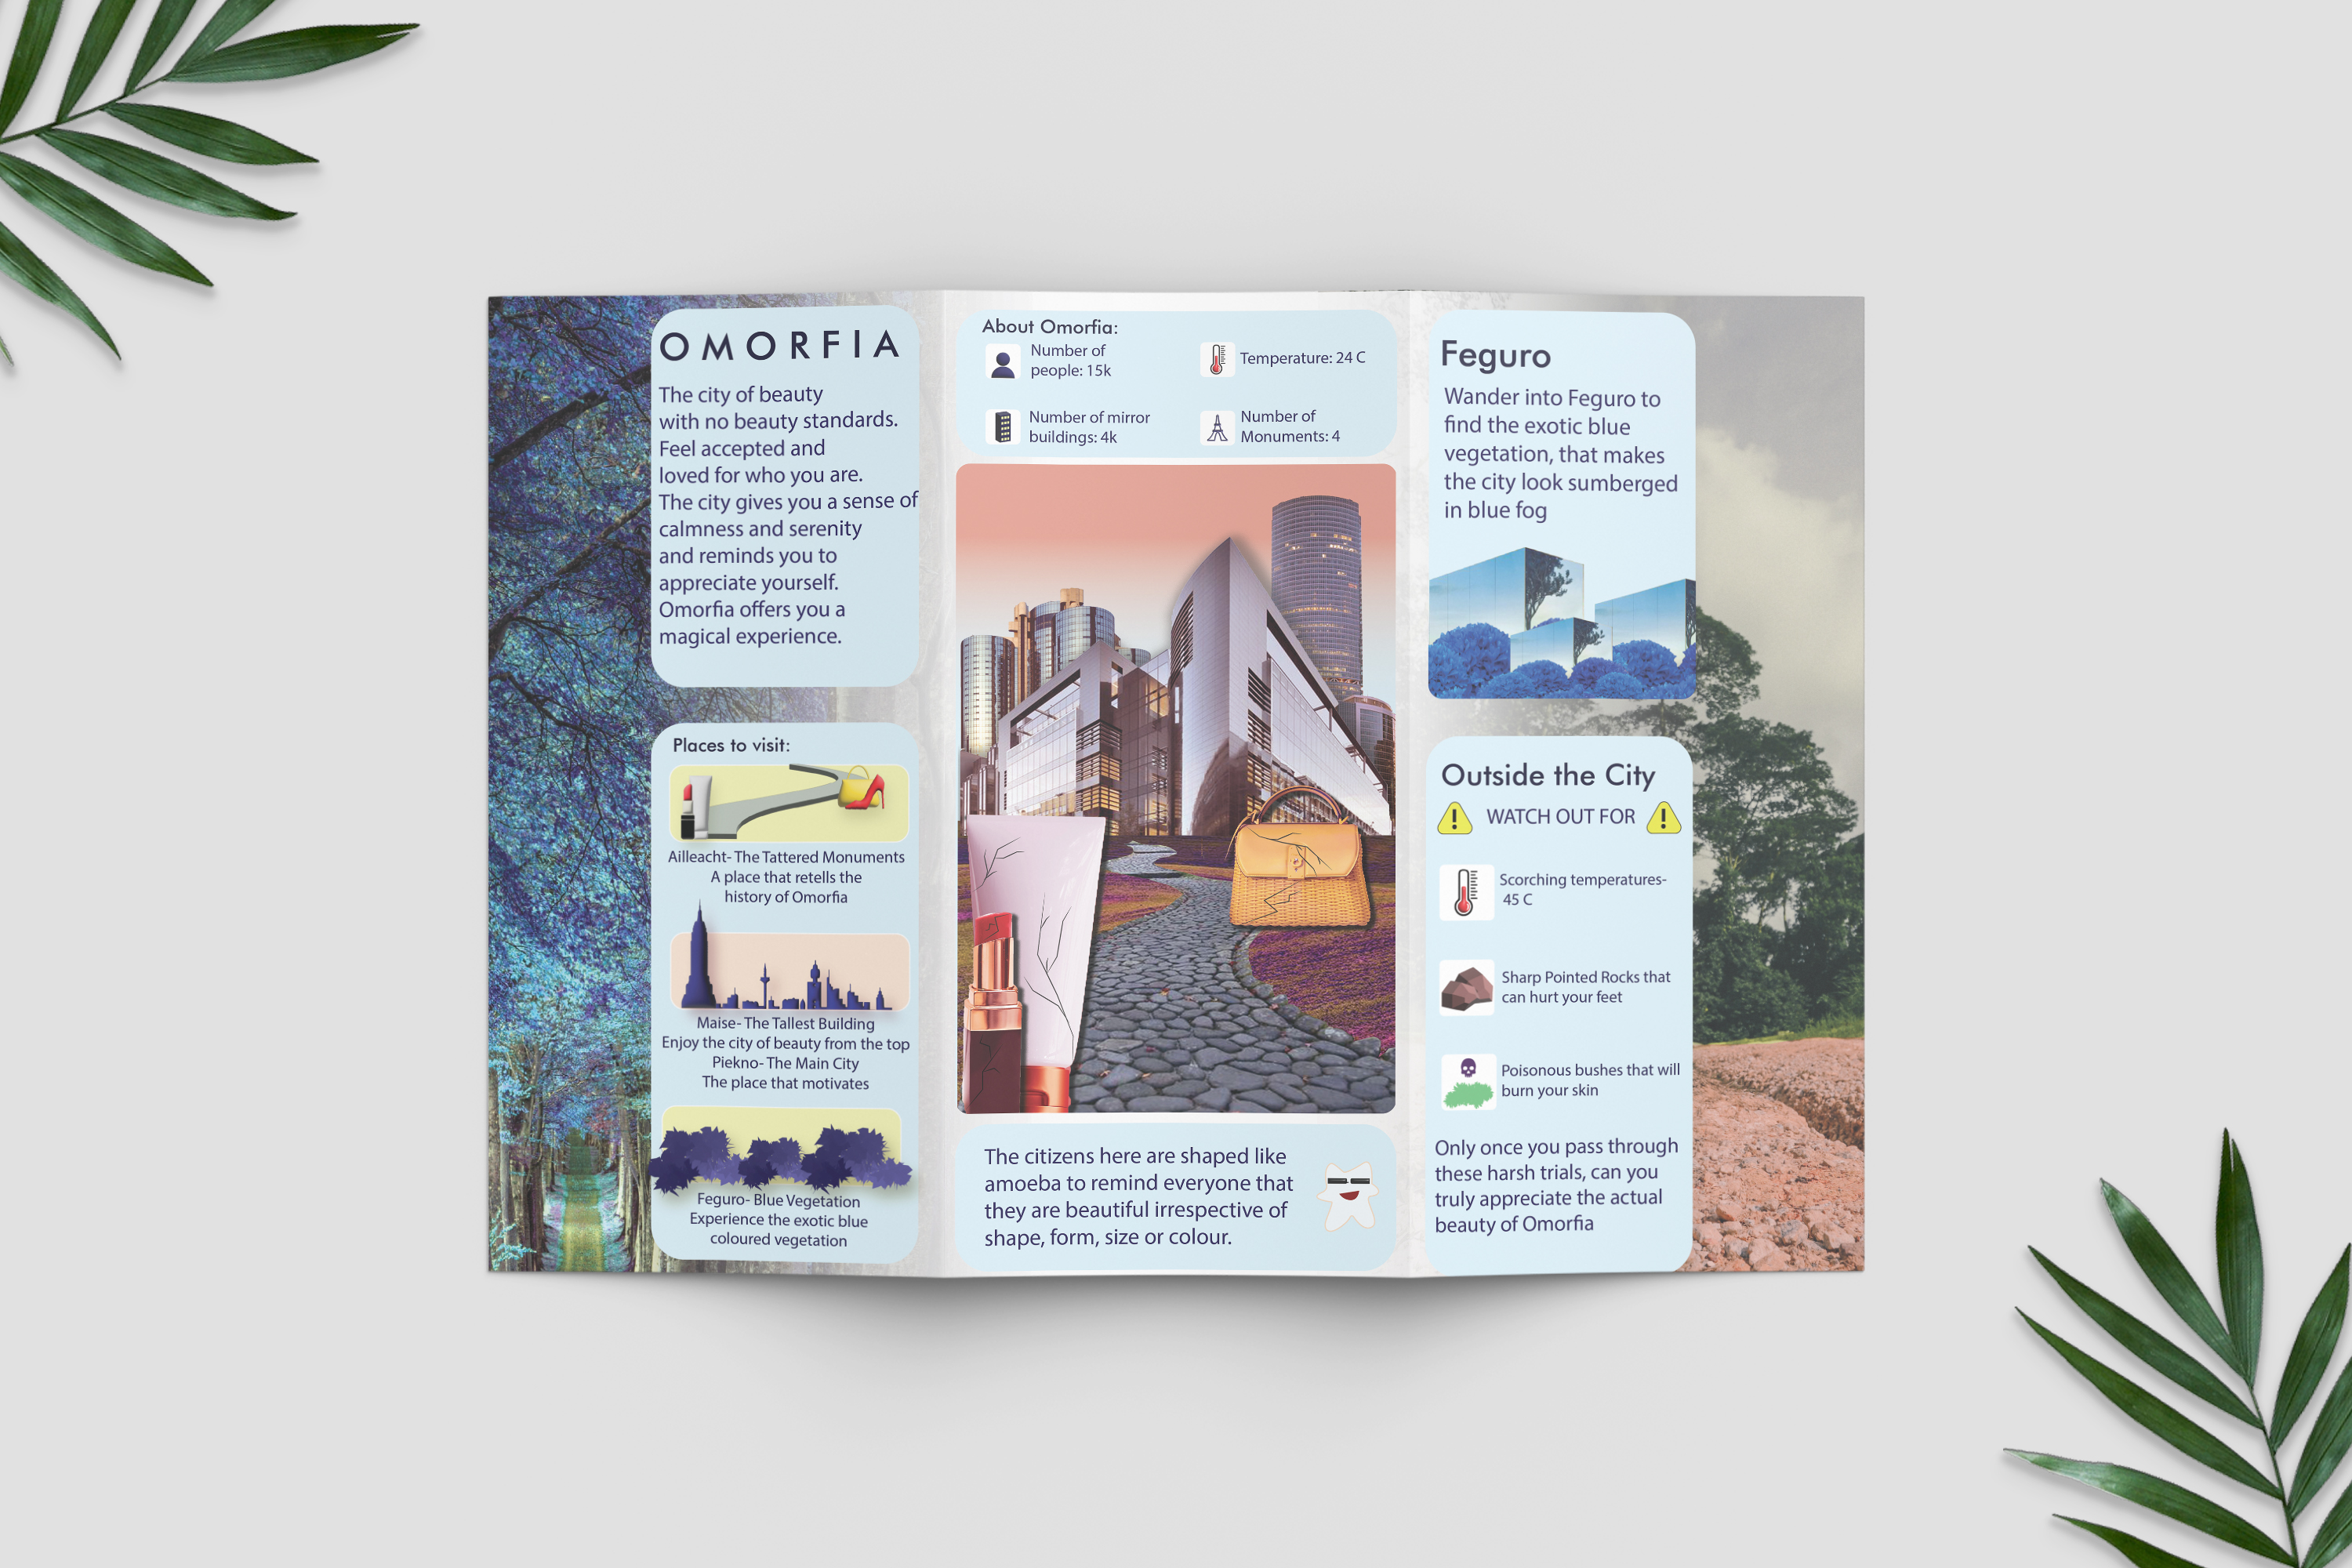 OMORFIA
The city of beauty
with no beauty standards.
Feel accepted and
loved for who you are.
The city gives you a sense of
calmness and serenity
and reminds you to
appreciate yourself.
Omorfia offers you a
magical experience.
Places to visit:
Ailleacht- The Tattered Monuments
A place that retells the
history of Omorfia
Maise- The Tallest Building
Enjoy the city of beauty from the top
Piekno- The Main City
The place that motivates
Feguro- Blue Vegetation
Experience the exotic blue
coloured vegetation
About Omorfia:
Number of
people: 15k
Temperature: 24 C
Number of mirror
buildings: 4k
Number of
Monuments: 4
The citizens here are shaped like
amoeba to remind everyone that
they are beautiful irrespective of
shape, form, size or colour.
Feguro
Wander into Feguro to
find the exotic blue
vegetation, that makes
the city look sumberged
in blue fog
Outside the City
WATCH OUT FOR
Scorching temperatures-
45 C
Sharp Pointed Rocks that
can hurt your feet
Poisonous bushes that will
burn your skin
Only once you pass through
these harsh trials, can you
truly appreciate the actual
beauty of Omorfia